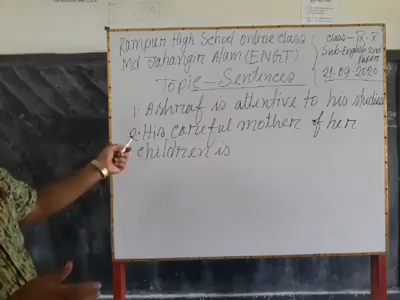 Rampur High School online class
Md Jahangir Alam (ENGT)
Class-IX-X
Sub-English 2nd
Paper
21.09.2020
Topic-Sentences
1. Ashraf is attentive to his studies
2. His careful mother of her
children is